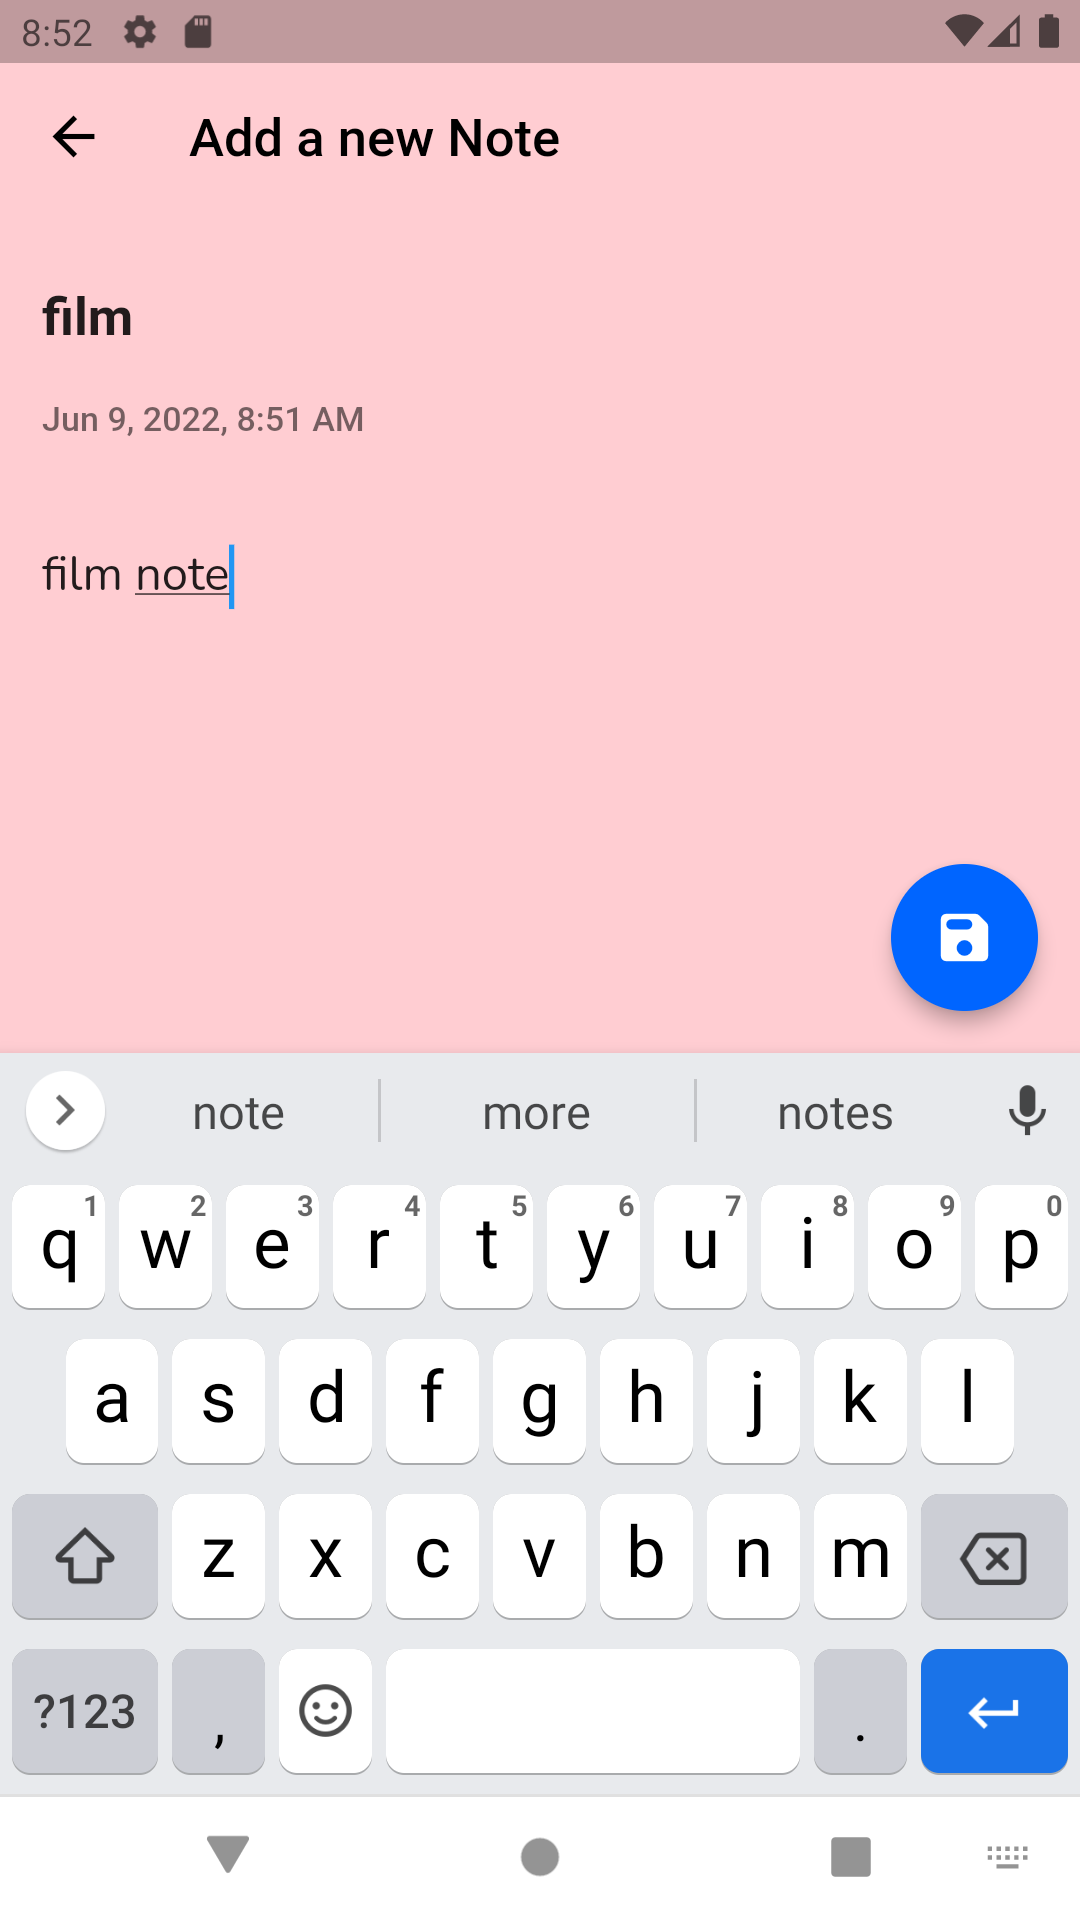 8:52
Add a new Note
film
Jun 9, 2022, 8:51 AM
film note
note more notes
1 2 3 4 5 6 7 8 9 0
q w e r t y u i o p
a s d f g h j k l
z x c v b n m
?123 , .